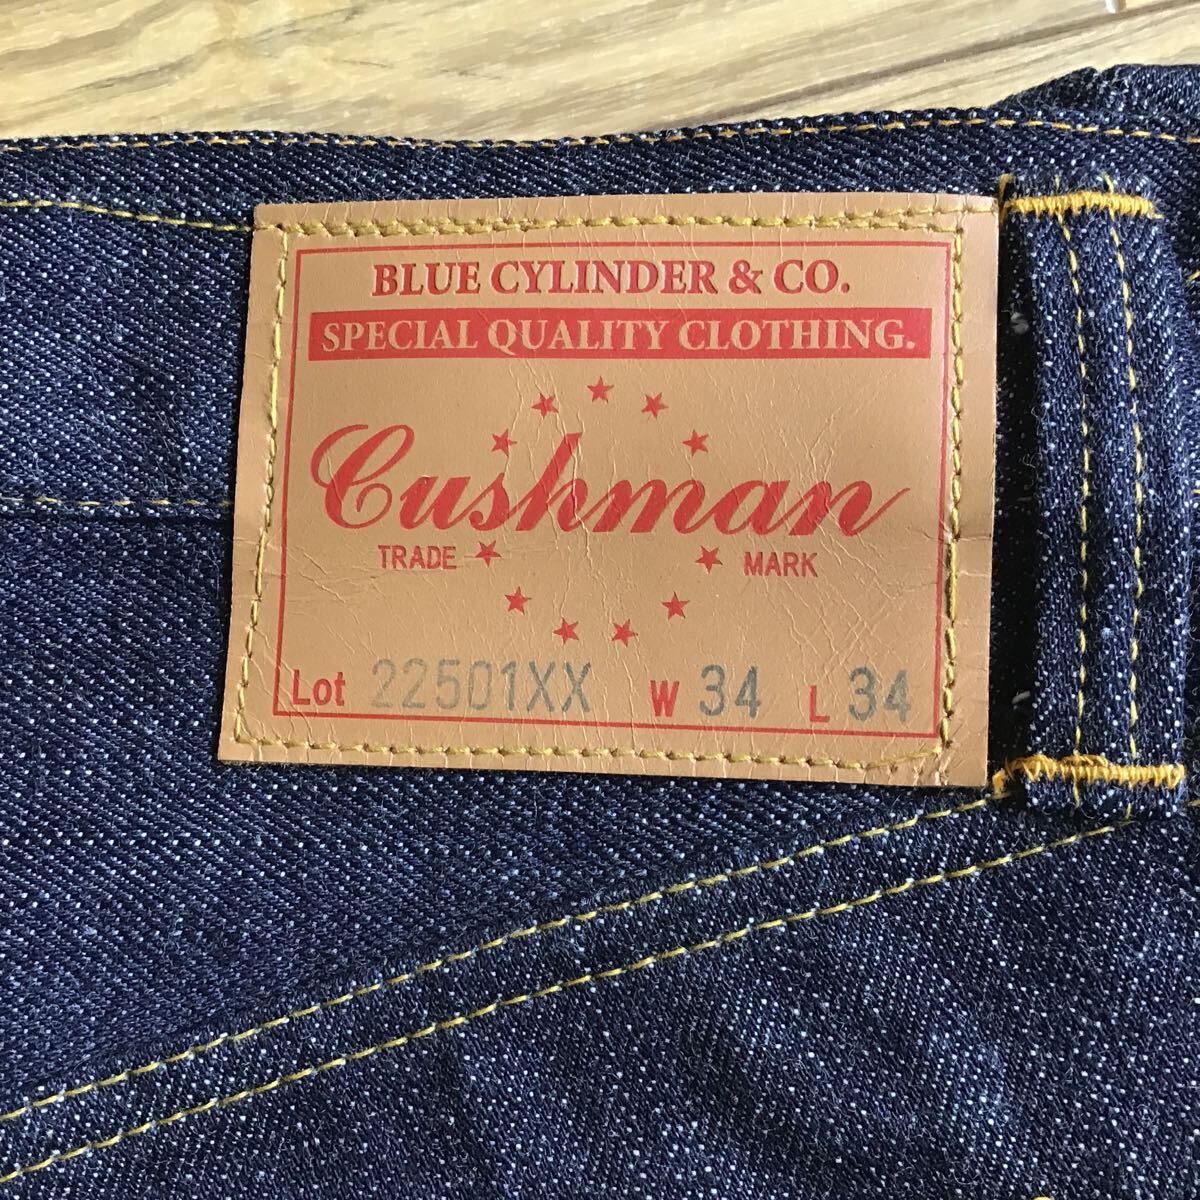 BLUE CYLINDER & CO.
SPECIAL QUALITY CLOTHING.
Cushman
TRADE MARK
Lot 22501XX W 34 L 34